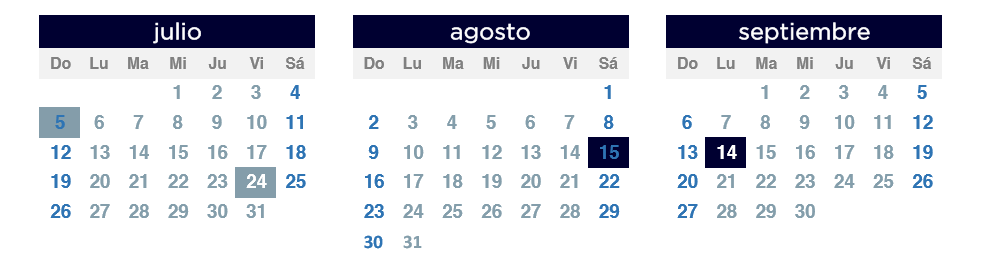 julio
Do Lu Ma Mi Ju Vi Sá
1 2 3 4
5 6 7 8 9 10 11
12 13 14 15 16 17 18
19 20 21 22 23 24 25
26 27 28 29 30 31
agosto
Do Lu Ma Mi Ju Vi Sá
1
2 3 4 5 6 7 8
9 10 11 12 13 14 15
16 17 18 19 20 21 22
23 24 25 26 27 28 29
30 31
septiembre
Do Lu Ma Mi Ju Vi Sá
1 2 3 4 5
6 7 8 9 10 11 12
13 14 15 16 17 18 19
20 21 22 23 24 25 26
27 28 29 30